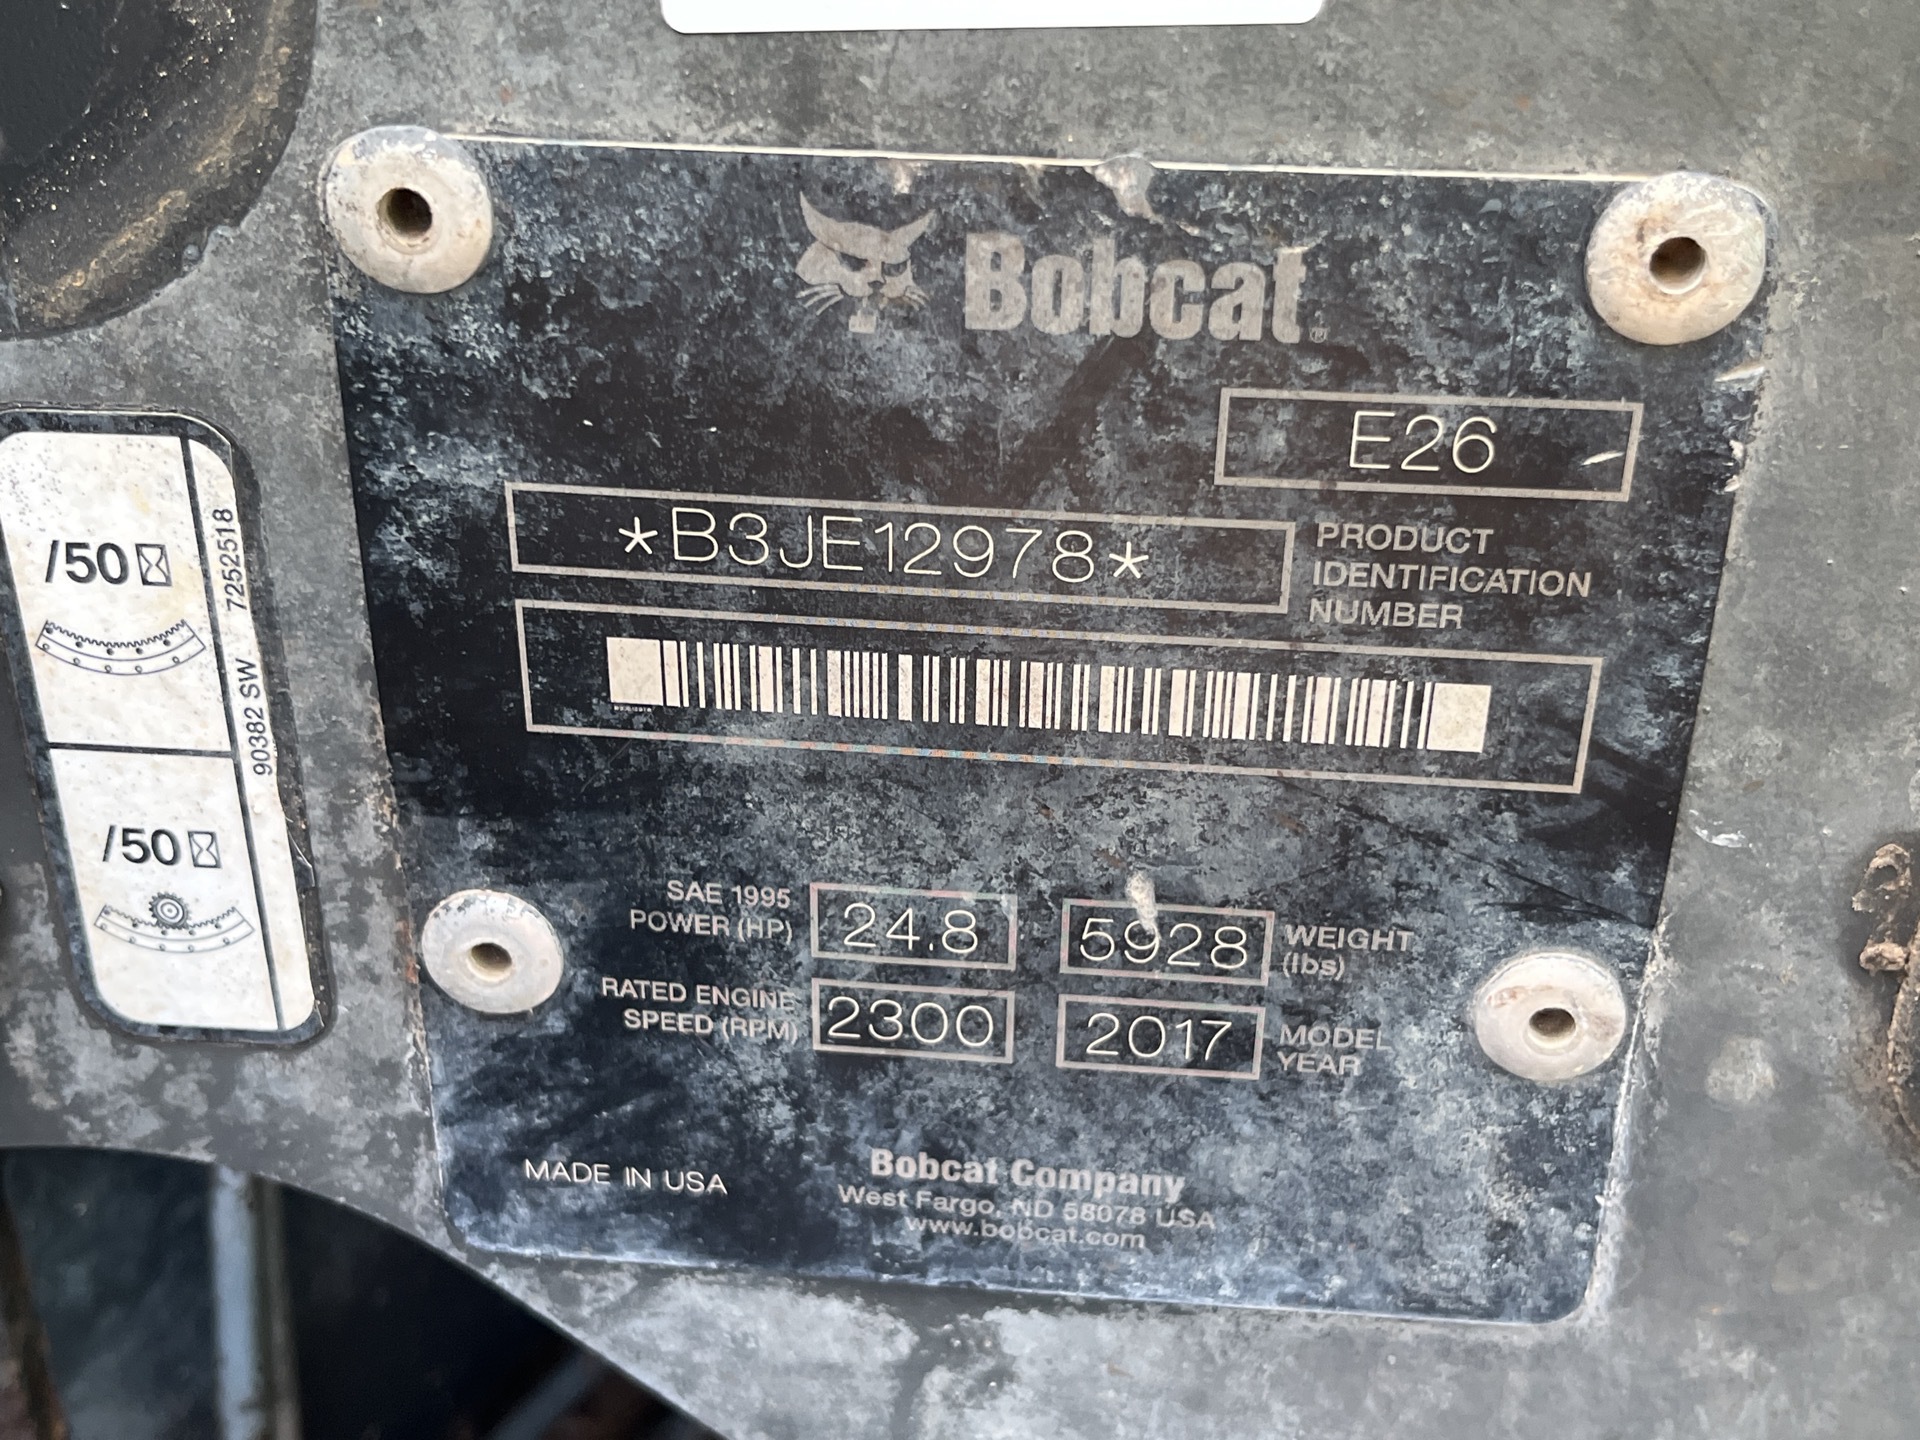 Bobcat®
E26
*B3JE12978*
PRODUCT
IDENTIFICATION
NUMBER
SAE 1995
POWER (HP)
24.8
5928
WEIGHT
(lbs)
RATED ENGINE
SPEED (RPM)
2300
2017
MODEL
YEAR
MADE IN USA
Bobcat Company
West Fargo, ND 58078 USA
www.bobcat.com
/50
/50
90382 SW 7252518